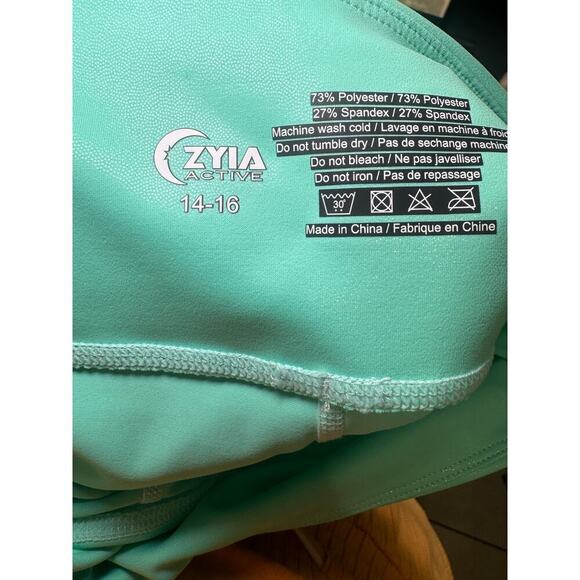 ZYIA
ACTIVE
14-16
73% Polyester / 73% Polyester
27% Spandex / 27% Spandex
Machine wash cold / Lavage en machine à froid
Do not tumble dry / Pas de sechange machine
Do not bleach / Ne pas javelliser
Do not iron / Pas de repassage
30°
Made in China / Fabrique en Chine